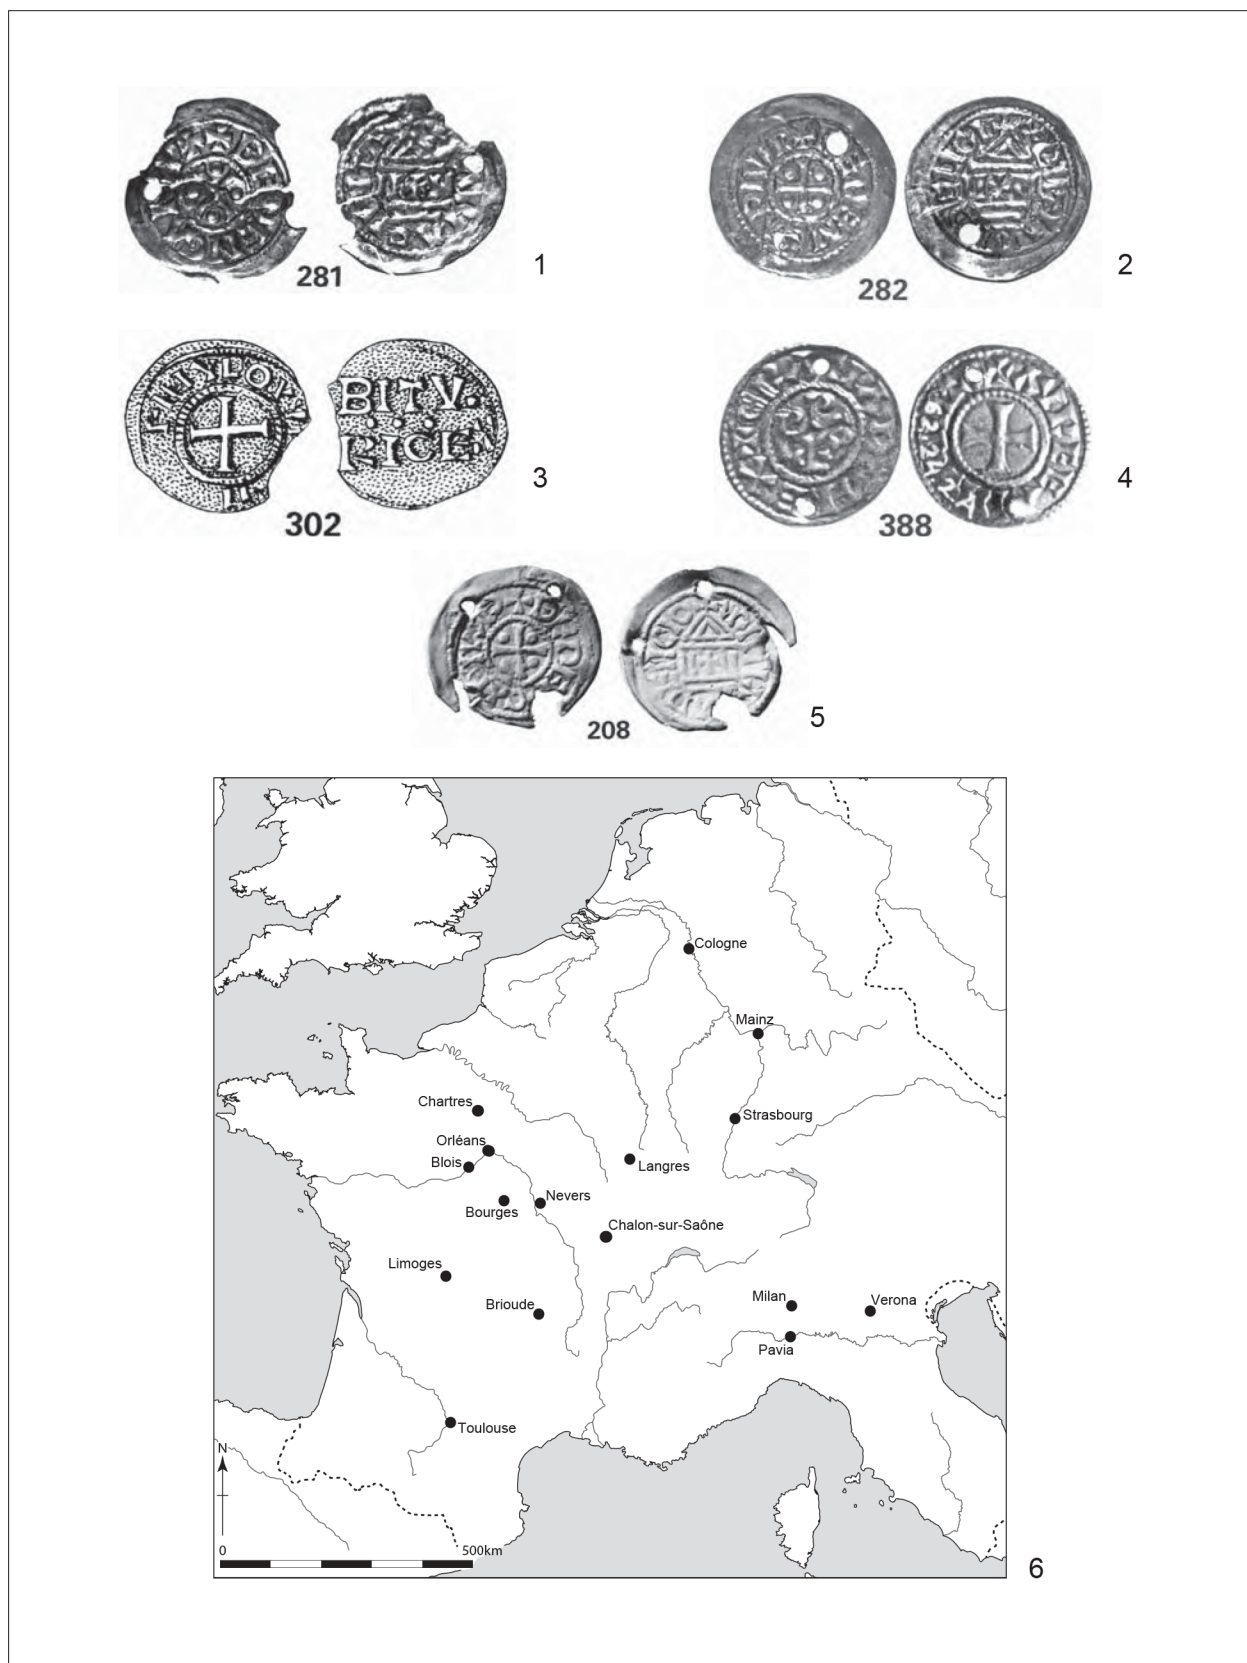 281
1
282
2
BITV.
RICE
302
3
388
4
208
5
Cologne
Mainz
Chartres
Strasbourg
Orléans
Blois
Langres
Nevers
Bourges
Chalon-sur-Saône
Limoges
Brioude
Milan
Verona
Pavia
Toulouse
N
0
500km
6